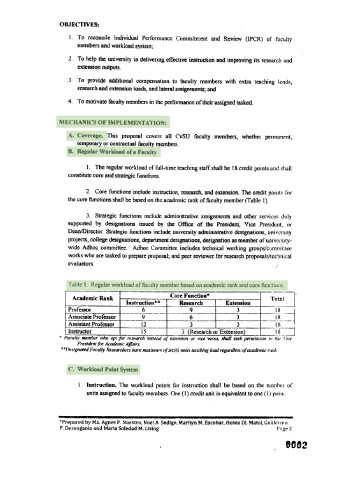 OBJECTIVES:
1. To reconcile Individual Performance Commitment and Review (IPCR) of faculty
members and workload system;
2. To help the university in delivering effective instruction and improving its research and
extension outputs.
3. To provide additional compensation to faculty members with extra teaching loads,
research and extension loads, and lateral assignments; and
4. To motivate faculty members in the performance of their assigned tasked.
MECHANICS OF IMPLEMENTATION:
A. Coverage. This proposal covers all CvSU faculty members, whether permanent,
temporary or contractual faculty members.
B. Regular Workload of a Faculty
1. The regular workload of full-time teaching staff shall be 18 credit points and shall
constitute core and strategic functions.
2. Core functions include instruction, research, and extension. The credit points for
the core functions shall be based on the academic rank of faculty member (Table 1).
3. Strategic functions include administrative assignments and other services duly
supported by designations issued by the Office of the President, Vice President, or
Dean/Director. Strategic functions include university administrative designations, university
projects, college designations, department designations, designation as member of university-
wide Adhoc committee. Adhoc Committee includes technical working groups/committee
works who are tasked to prepare proposal; and peer reviewer for research proposals/technical
evaluators.
Table 1. Regular workload of faculty member based on academic rank and core functions
Academic Rank Core Function* Total
Instruction** Research Extension
Professor 6 9 3 18
Associate Professor 9 6 3 18
Assistant Professor 12 3 3 18
Instructor 15 3 (Research or Extension) 18
* Faculty member who opt for research instead of extension or vice versa, shall seek permission to the Vice
President for Academic Affairs.
**Designated Faculty Researchers have maximum of six (6) units teaching load regardless of academic rank.
C. Workload Point System
1. Instruction. The workload points for instruction shall be based on the number of
units assigned to faculty members. One (1) credit unit is equivalent to one (1) point.
*Prepared by Ma. Agnes P. Nuestro, Noel A. Sedigo, Marilyn M. Escobar, Hosea DL. Matel, Guillermo
P. Desenganio and Maria Soledad M. Lising Page 2
0002